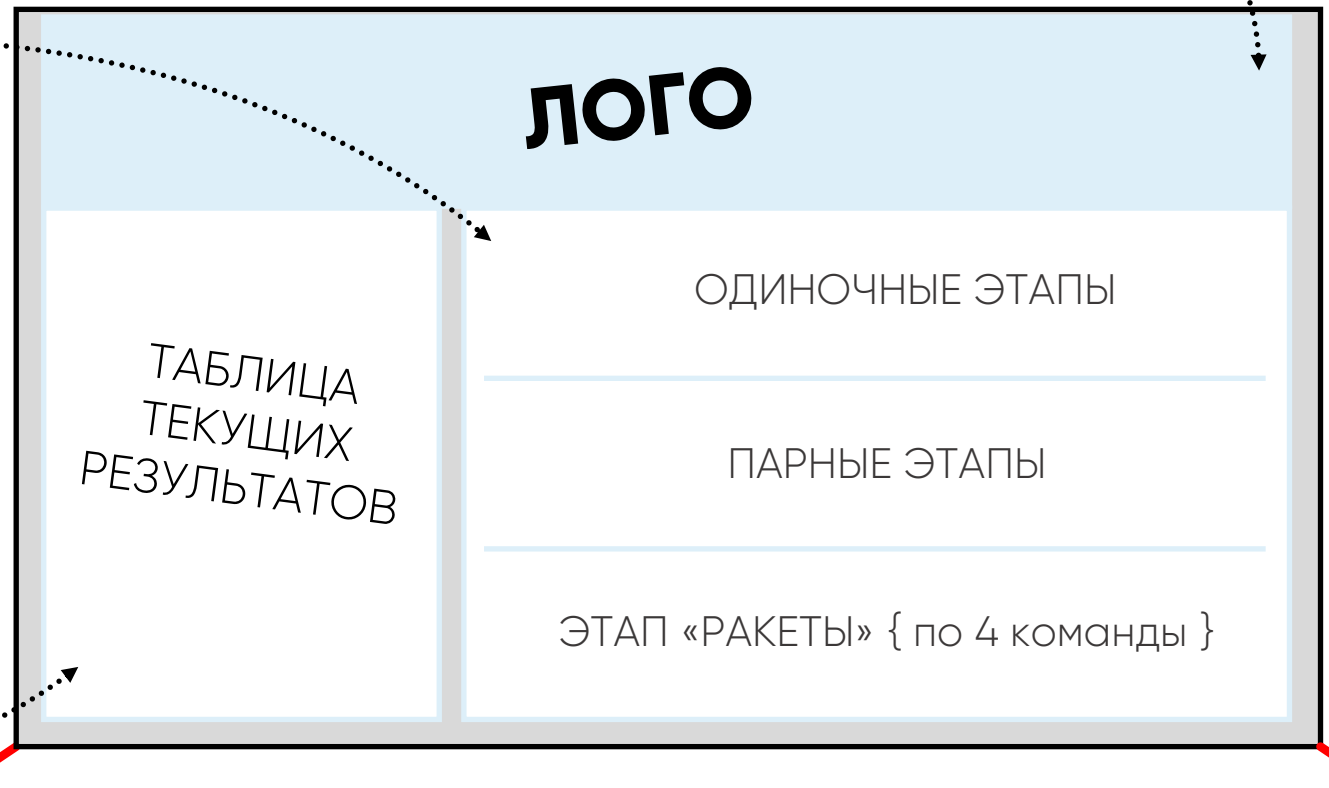 ЛОГО
ТАБЛИЦА
ТЕКУЩИХ
РЕЗУЛЬТАТОВ
ОДИНОЧНЫЕ ЭТАПЫ
ПАРНЫЕ ЭТАПЫ
ЭТАП «РАКЕТЫ» { по 4 команды }